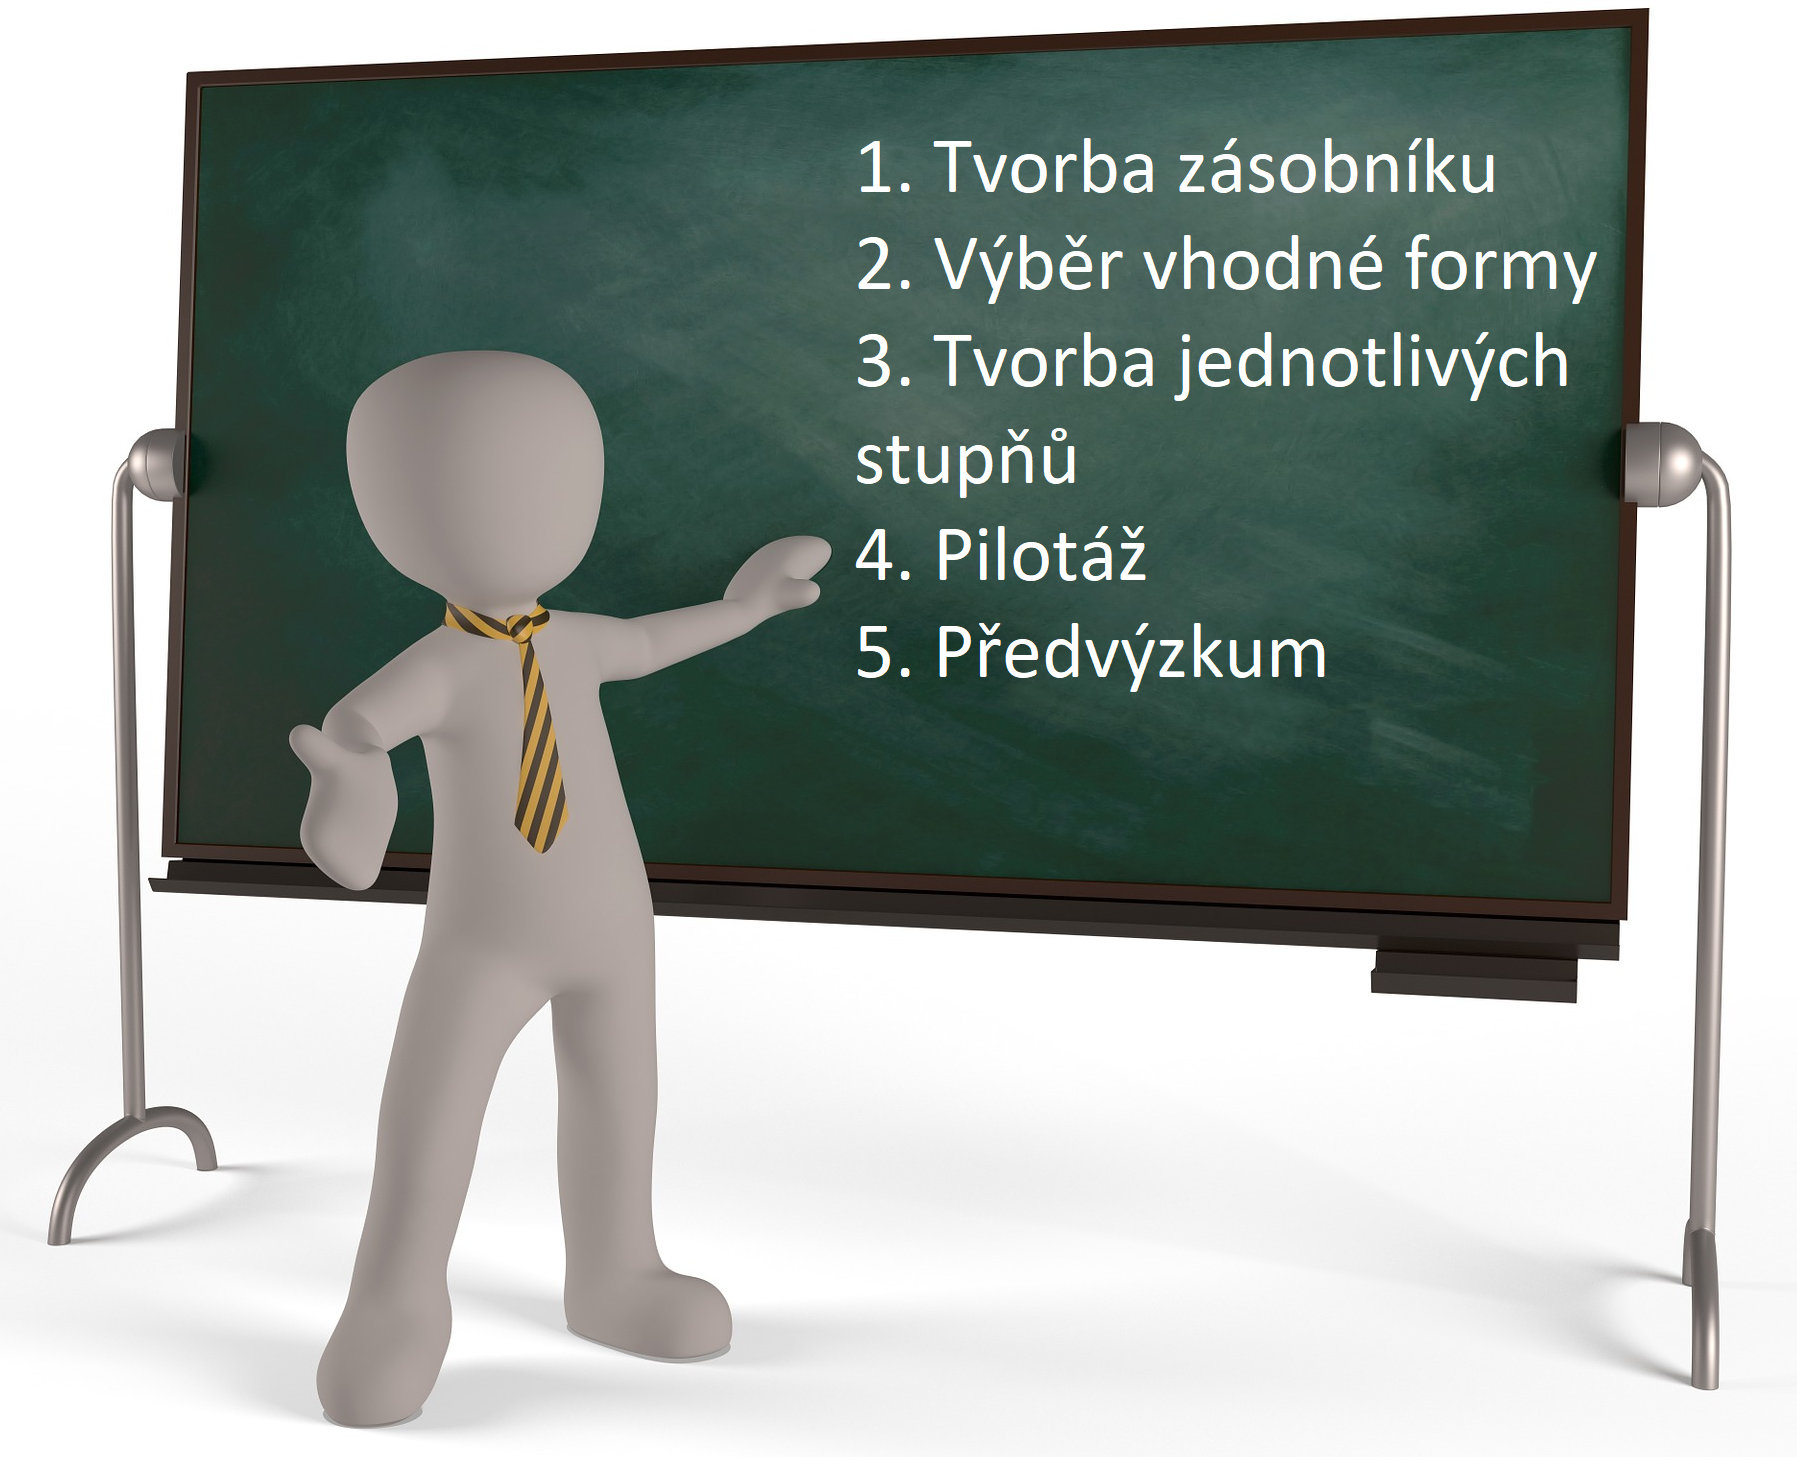 1. Tvorba zásobníku
2. Výběr vhodné formy
3. Tvorba jednotlivých
stupňů
4. Pilotáž
5. Předvýzkum